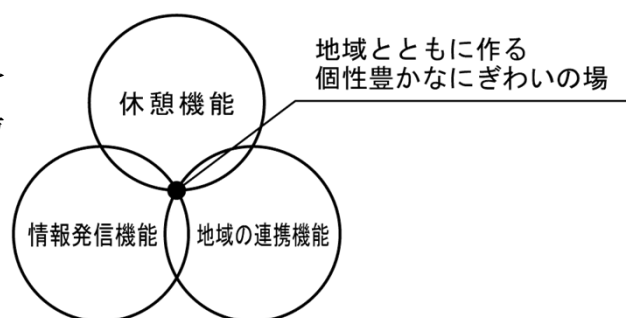 地域とともに作る
個性豊かなにぎわいの場
休憩機能
情報発信機能
地域の連携機能